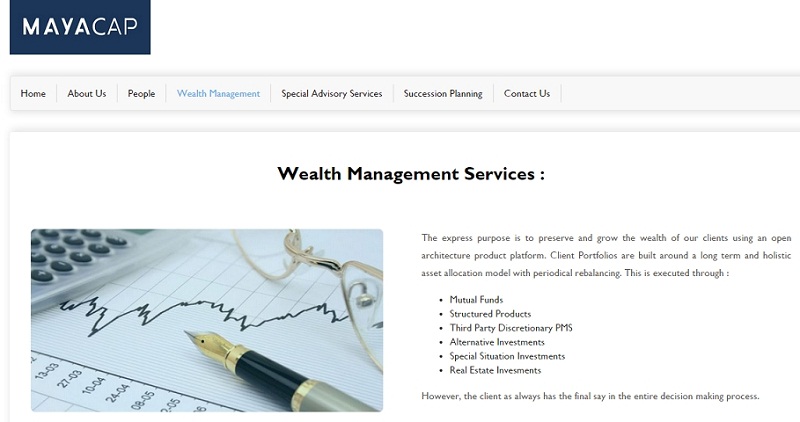 MAYACAP
Home About Us People Wealth Management Special Advisory Services Succession Planning Contact Us
Wealth Management Services :
The express purpose is to preserve and grow the wealth of our clients using an open
architecture product platform. Client Portfolios are built around a long term and holistic
asset allocation model with periodical rebalancing. This is executed through :
Mutual Funds
Structured Products
Third Party Discretionary PMS
Alternative Investments
Special Situation Investments
Real Estate Invesments
However, the client as always has the final say in the entire decision making process.
13-03
27-03
10-04
24-04
08-05
22-05